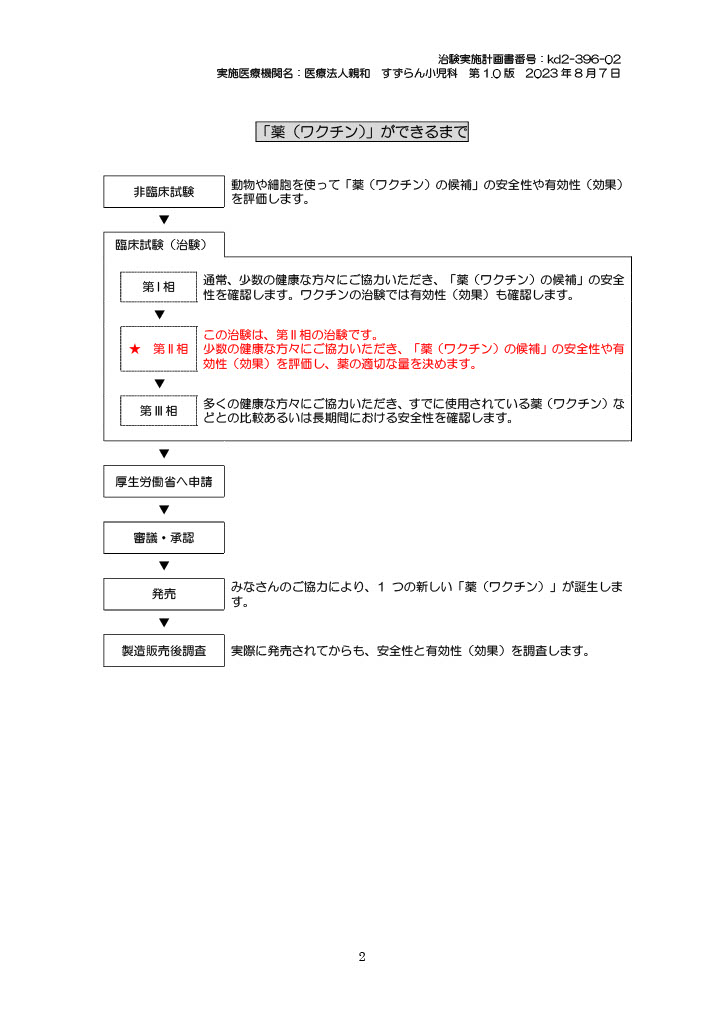 治験実施計画書番号：kd2-396-02
実施医療機関名：医療法人親和　すずらん小児科　第1.0版　2023年8月7日
「薬（ワクチン）」ができるまで
非臨床試験
動物や細胞を使って「薬（ワクチン）の候補」の安全性や有効性（効果）
を評価します。
▼
臨床試験（治験）
第Ⅰ相
通常、少数の健康な方々にご協力いただき、「薬（ワクチン）の候補」の安全
性を確認します。ワクチンの治験では有効性（効果）も確認します。
▼
★　第Ⅱ相
この治験は、第Ⅱ相の治験です。
少数の健康な方々にご協力いただき、「薬（ワクチン）の候補」の安全性や有
効性（効果）を評価し、薬の適切な量を決めます。
▼
第Ⅲ相
多くの健康な方々にご協力いただき、すでに使用されている薬（ワクチン）な
どとの比較あるいは長期間における安全性を確認します。
▼
厚生労働省へ申請
▼
審議・承認
▼
発売
みなさんのご協力により、1 つの新しい「薬（ワクチン）」が誕生しま
す。
▼
製造販売後調査
実際に発売されてからも、安全性と有効性（効果）を調査します。
2